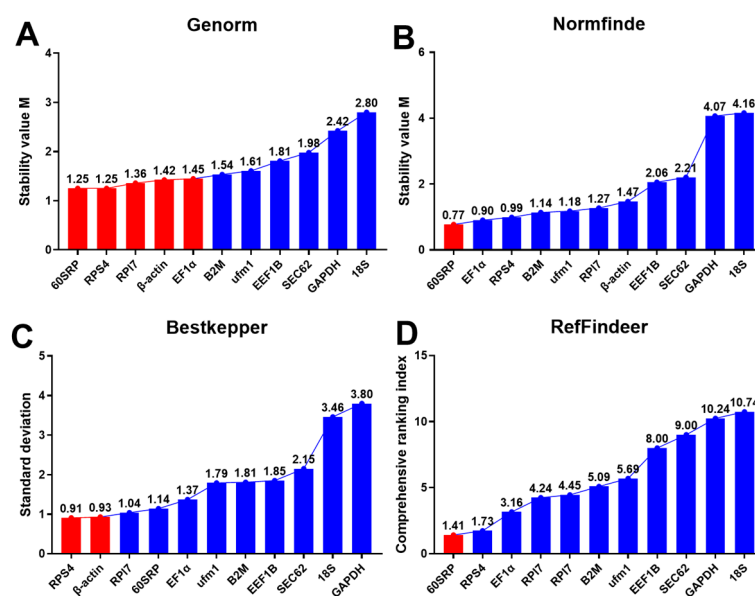 A
Genorm
Stability value M
4
3
2
1
0
1.25
1.25
1.36
1.42
1.45
1.54
1.61
1.81
1.98
2.42
2.80
60SRP
RPS4
RPl7
β-actin
EF1α
B2M
ufm1
EEF1B
SEC62
GAPDH
18S
B
Normfinde
Stability value M
6
4
2
0
0.77
0.90
0.99
1.14
1.18
1.27
1.47
2.06
2.21
4.07
4.16
60SRP
EF1α
RPS4
B2M
ufm1
RPl7
β-actin
EEF1B
SEC62
GAPDH
18S
C
Bestkepper
Standard deviation
5
4
3
2
1
0
0.91
0.93
1.04
1.14
1.37
1.79
1.81
1.85
2.15
3.46
3.80
RPS4
β-actin
RPl7
60SRP
EF1α
ufm1
B2M
EEF1B
SEC62
18S
GAPDH
D
RefFindeer
Comprehensive ranking index
15
10
5
0
1.41
1.73
3.16
4.24
4.45
5.09
5.69
8.00
9.00
10.24
10.74
60SRP
RPS4
EF1α
RPl7
RPl7
B2M
ufm1
EEF1B
SEC62
GAPDH
18S